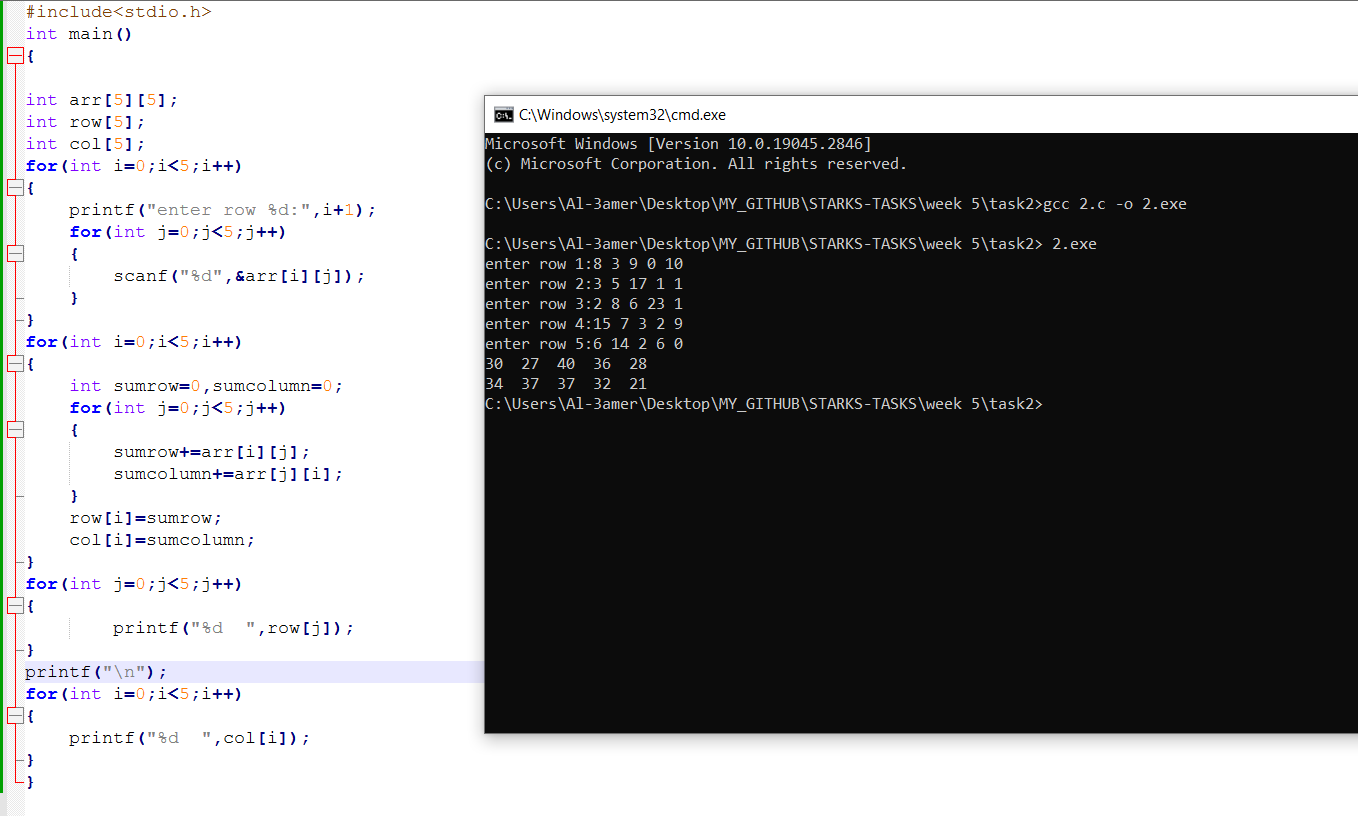 #include<stdio.h>
int main()
{
int arr[5][5];
int row[5];
int col[5];
for(int i=0;i<5;i++)
{
    printf("enter row %d:",i+1);
    for(int j=0;j<5;j++)
    {
        scanf("%d",&arr[i][j]);
    }
}
for(int i=0;i<5;i++)
{
    int sumrow=0,sumcolumn=0;
    for(int j=0;j<5;j++)
    {
        sumrow+=arr[i][j];
        sumcolumn+=arr[j][i];
    }
    row[i]=sumrow;
    col[i]=sumcolumn;
}
for(int j=0;j<5;j++)
{
        printf("%d  ",row[j]);
}
printf("\n");
for(int i=0;i<5;i++)
{
    printf("%d  ",col[i]);
}
}
C:\Windows\system32\cmd.exe
Microsoft Windows [Version 10.0.19045.2846]
(c) Microsoft Corporation. All rights reserved.
C:\Users\Al-3amer\Desktop\MY_GITHUB\STARKS-TASKS\week 5\task2>gcc 2.c -o 2.exe
C:\Users\Al-3amer\Desktop\MY_GITHUB\STARKS-TASKS\week 5\task2> 2.exe
enter row 1:8 3 9 0 10
enter row 2:3 5 17 1 1
enter row 3:2 8 6 23 1
enter row 4:15 7 3 2 9
enter row 5:6 14 2 6 0
30  27  40  36  28
34  37  37  32  21
C:\Users\Al-3amer\Desktop\MY_GITHUB\STARKS-TASKS\week 5\task2>